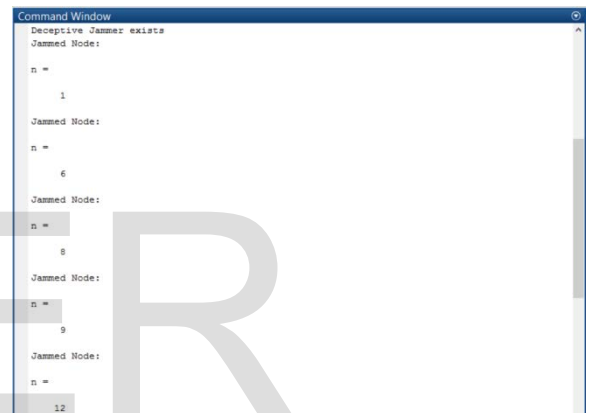 Command Window
Deceptive Jammer exists
Jammed Node:
n =
1
Jammed Node:
n =
6
Jammed Node:
n =
8
Jammed Node:
n =
9
Jammed Node:
n =
12